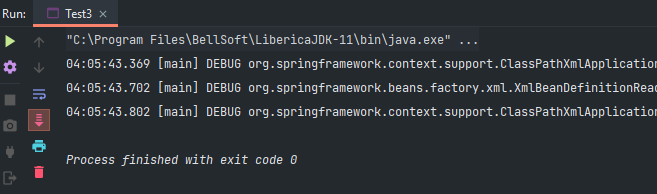 Run: Test3 ×
"C:\Program Files\BellSoft\LibericaJDK-11\bin\java.exe" ...
04:05:43.369 [main] DEBUG org.springframework.context.support.ClassPathXmlApplication
04:05:43.702 [main] DEBUG org.springframework.beans.factory.xml.XmlBeanDefinitionRead
04:05:43.802 [main] DEBUG org.springframework.context.support.ClassPathXmlApplication
Process finished with exit code 0